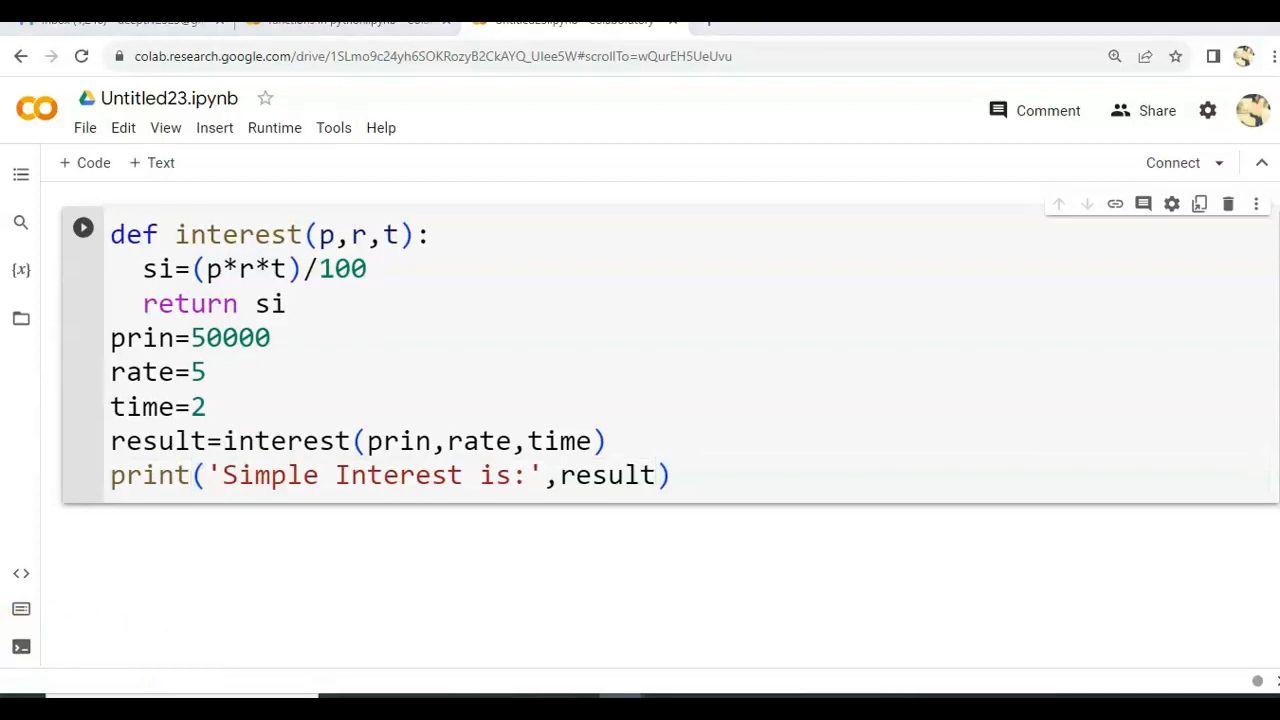 colab.research.google.com/drive/1SLmo9c24yh6SOKRozyB2CkAYQ_UIee5W#scrollTo=wQurEH5UeUvu
CO Untitled23.ipynb
Comment Share
File Edit View Insert Runtime Tools Help
+ Code + Text Connect
def interest(p,r,t):
si=(p*r*t)/100
return si
prin=50000
rate=5
time=2
result=interest(prin,rate,time)
print('Simple Interest is:',result)